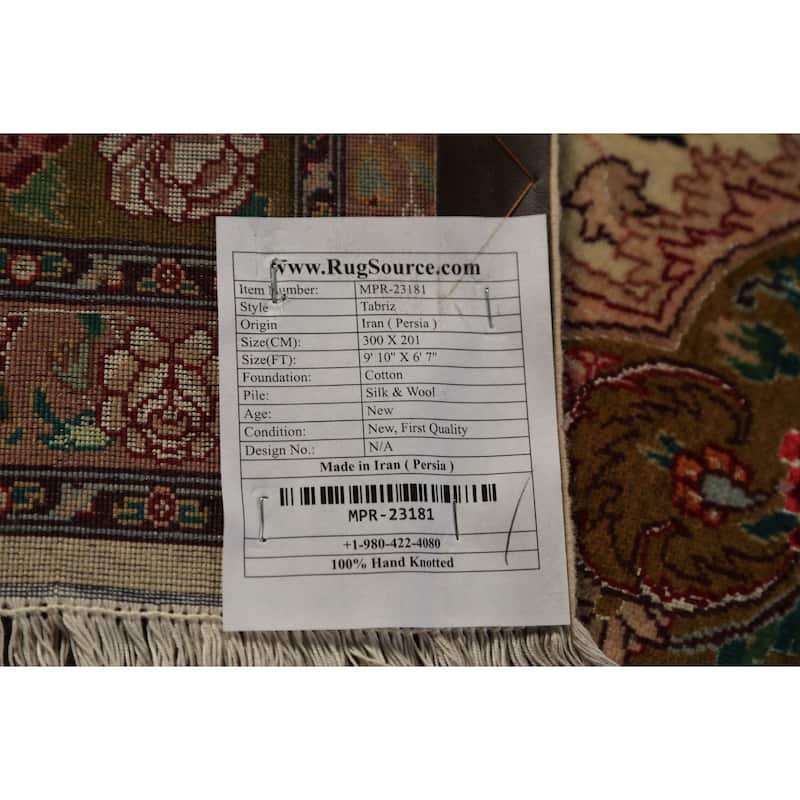 www.RugSource.com
Item Number: MPR-23181
Style Tabriz
Origin Iran ( Persia )
Size(CM): 300 X 201
Size(FT): 9' 10" X 6' 7"
Foundation: Cotton
Pile: Silk & Wool
Age: New
Condition: New, First Quality
Design No.: N/A
Made in Iran ( Persia )
MPR-23181
+1-980-422-4080
100% Hand Knotted